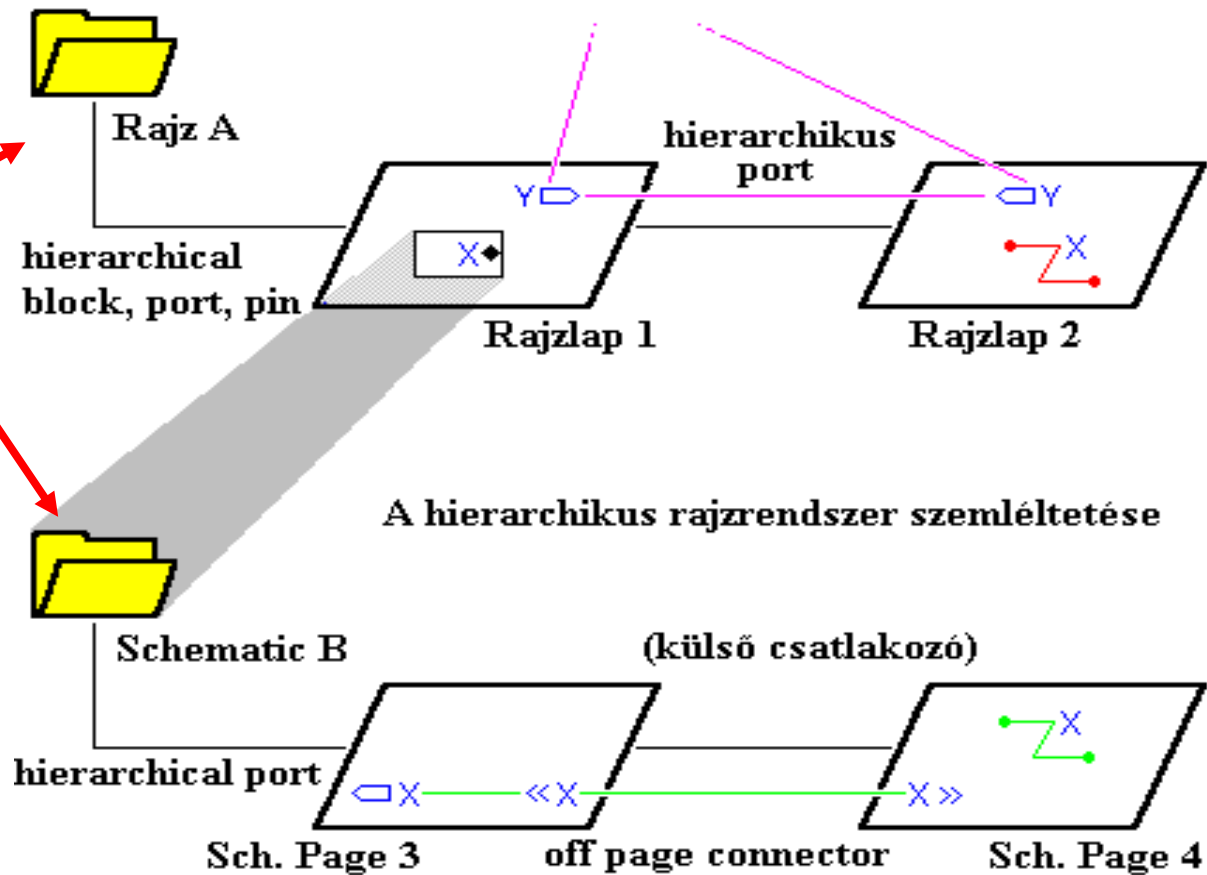 Rajz A
hierarchikus
port
Y
Y
X
X
hierarchical
block, port, pin
Rajzlap 1
Rajzlap 2
A hierarchikus rajzrendszer szemléltetése
Schematic B
(külső csatlakozó)
X
hierarchical port
X
«X
X»
Sch. Page 3
off page connector
Sch. Page 4